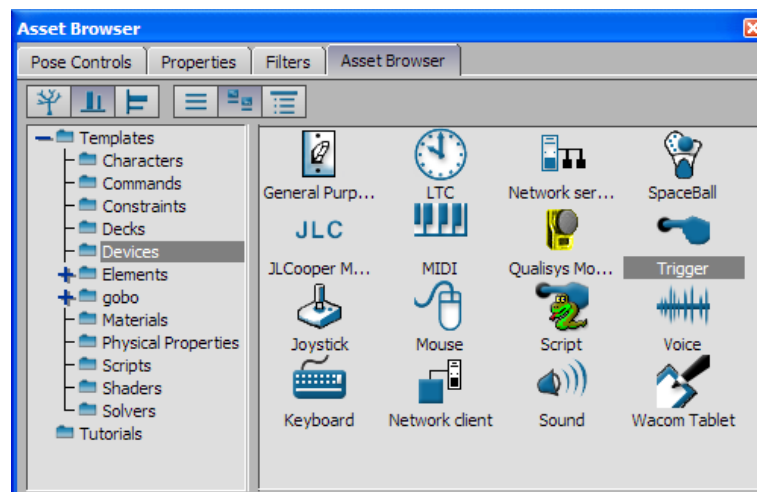 Asset Browser
Pose Controls Properties Filters Asset Browser
Templates
Characters
Commands
Constraints
Decks
Devices
Elements
gobo
Materials
Physical Properties
Scripts
Shaders
Solvers
Tutorials
General Purp... LTC Network ser... SpaceBall
JLC
JLCooper M... MIDI Qualisys Mo... Trigger
Joystick Mouse Script Voice
Keyboard Network client Sound Wacom Tablet